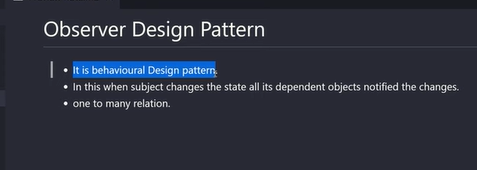 Observer Design Pattern
It is behavioural Design pattern.
In this when subject changes the state all its dependent objects notified the changes.
one to many relation.